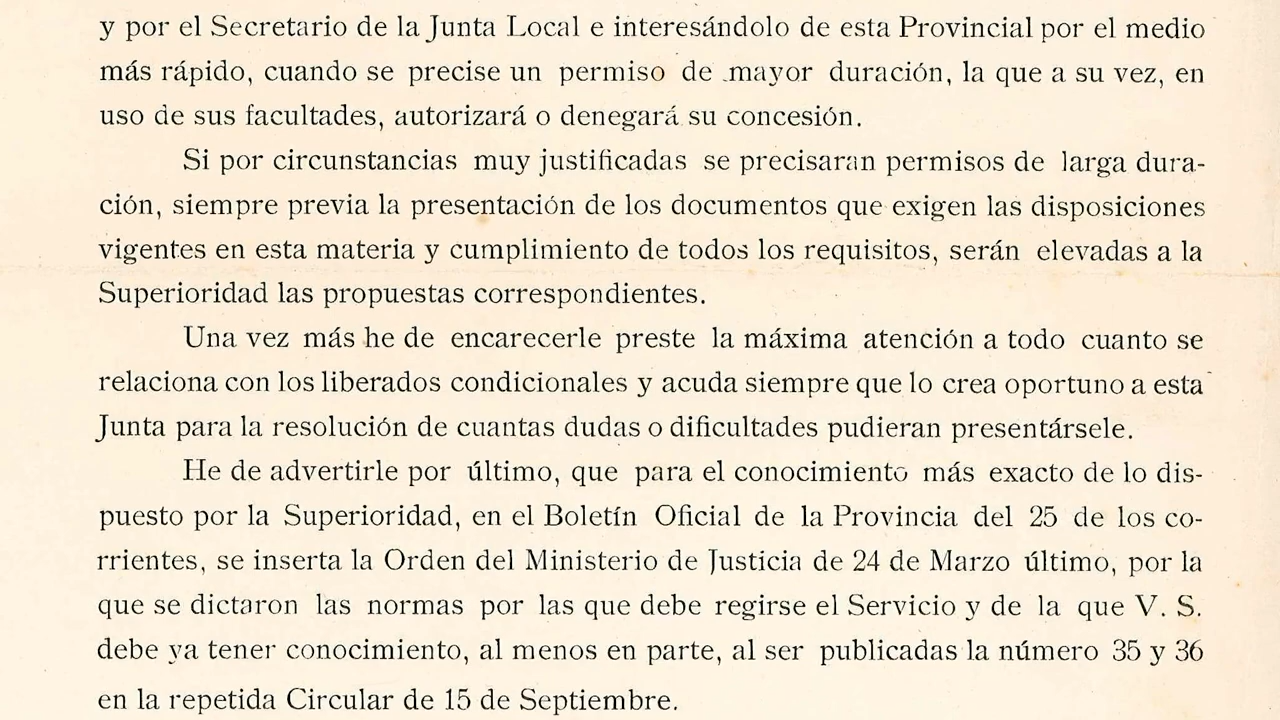 y por el Secretario de la Junta Local e interesándolo de esta Provincial por el medio
más rápido, cuando se precise un permiso de mayor duración, la que a su vez, en
uso de sus facultades, autorizará o denegará su concesión.
Si por circunstancias muy justificadas se precisaran permisos de larga dura-
ción, siempre previa la presentación de los documentos que exigen las disposiciones
vigentes en esta materia y cumplimiento de todos los requisitos, serán elevadas a la
Superioridad las propuestas correspondientes.
Una vez más he de encarecerle preste la máxima atención a todo cuanto se
relaciona con los liberados condicionales y acuda siempre que lo crea oportuno a esta
Junta para la resolución de cuantas dudas o dificultades pudieran presentársele.
He de advertirle por último, que para el conocimiento más exacto de lo dis-
puesto por la Superioridad, en el Boletín Oficial de la Provincia del 25 de los co-
rrientes, se inserta la Orden del Ministerio de Justicia de 24 de Marzo último, por la
que se dictaron las normas por las que debe regirse el Servicio y de la que V. S.
debe ya tener conocimiento, al menos en parte, al ser publicadas la número 35 y 36
en la repetida Circular de 15 de Septiembre.